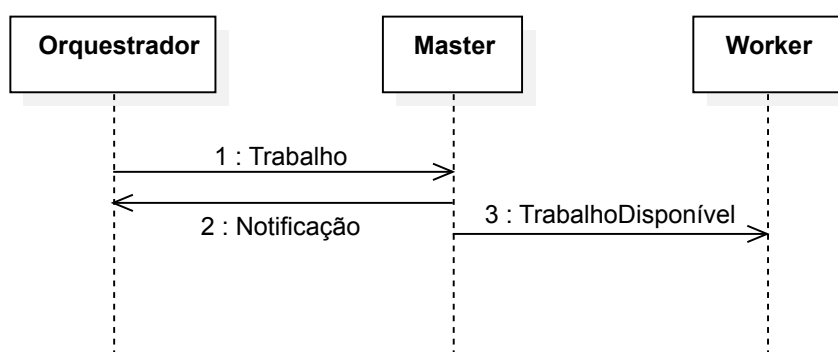 Orquestrador
Master
Worker
1 : Trabalho
2 : Notificação
3 : TrabalhoDisponível